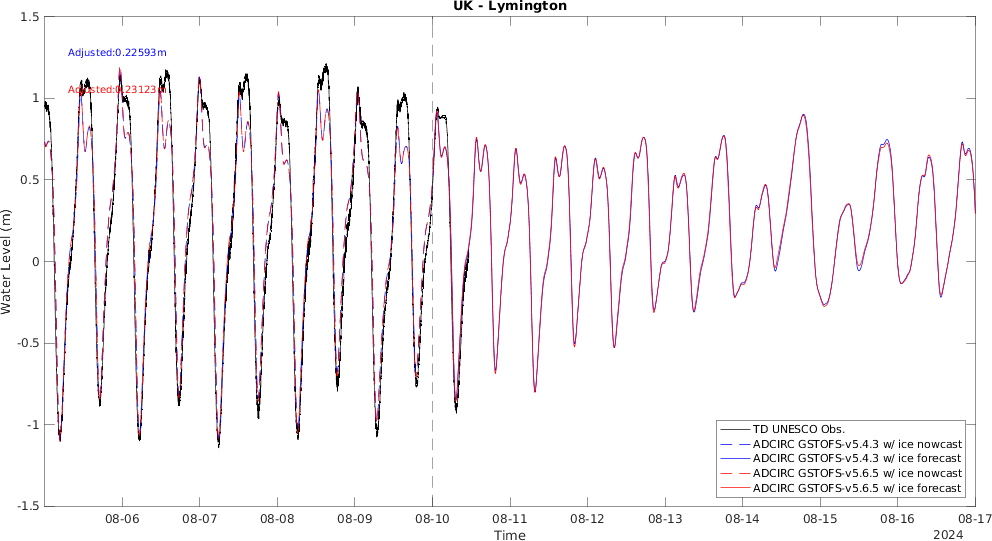 UK - Lymington
1.5
1
0.5
0
-0.5
-1
-1.5
Water Level (m)
Adjusted:0.22593m
Adjusted:0.23123m
TD UNESCO Obs.
ADCIRC GSTOFS-v5.4.3 w/ ice nowcast
ADCIRC GSTOFS-v5.4.3 w/ ice forecast
ADCIRC GSTOFS-v5.6.5 w/ ice nowcast
ADCIRC GSTOFS-v5.6.5 w/ ice forecast
08-06 08-07 08-08 08-09 08-10 08-11 08-12 08-13 08-14 08-15 08-16 08-17
Time
2024